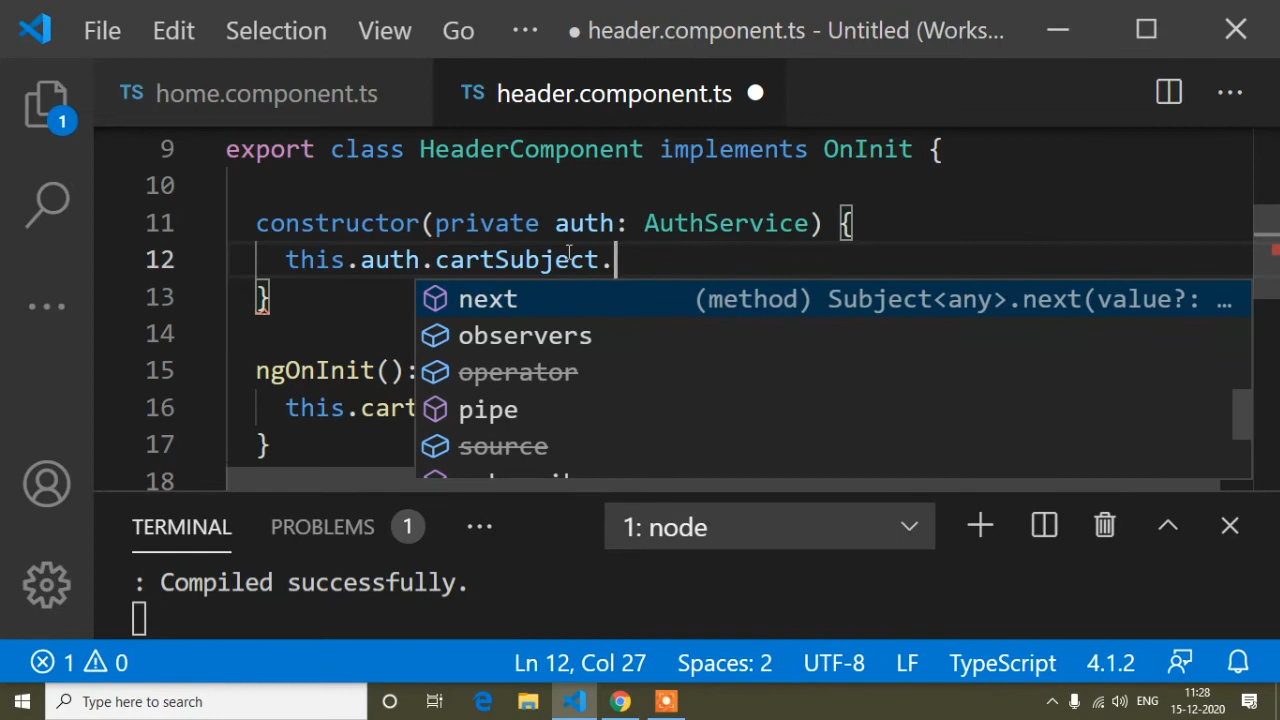 File Edit Selection View Go ··· ● header.component.ts - Untitled (Works...
1
TS home.component.ts
TS header.component.ts ●
9 export class HeaderComponent implements OnInit {
10
11 constructor(private auth: AuthService) {
12 this.auth.cartSubject.
next (method) Subject<any>.next(value?: …
13 }
14 observers
operator
15 ngOnInit():
16 this.cart
pipe
17 }
source
18
TERMINAL PROBLEMS 1 ··· 1: node
: Compiled successfully.
1 0 Ln 12, Col 27 Spaces: 2 UTF-8 LF TypeScript 4.1.2
Type here to search
ENG
11:28
15-12-2020